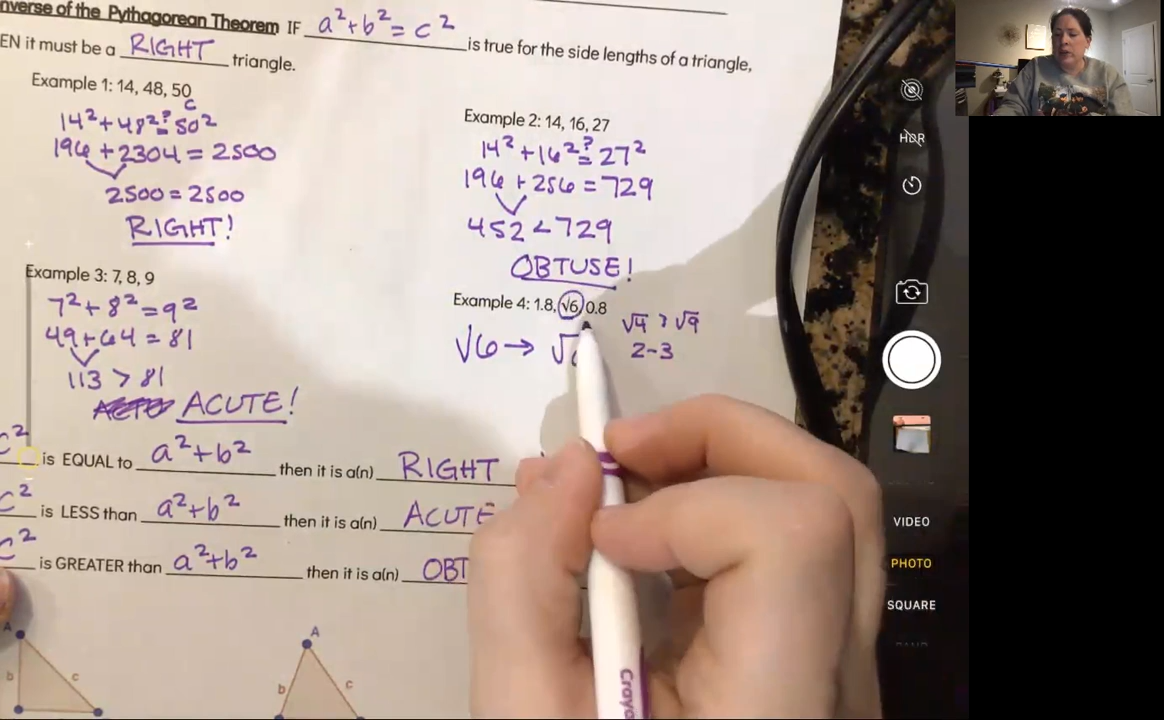 nverse of the Pythagorean Theorem IF a²+b²=c² is true for the side lengths of a triangle,
EN it must be a RIGHT triangle.
Example 1: 14, 48, 50
c
14²+48²?=50²
196+2304=2500
2500=2500
RIGHT!
Example 2: 14, 16, 27
14²+16²?=27²
196+256=729
452<729
OBTUSE!
Example 3: 7, 8, 9
7²+8²=9²
49+64=81
113>81
ACUTE!
Example 4: 1.8, √6, 0.8
√6→√
√4 > √9
2-3
c² is EQUAL to a²+b² then it is a(n) RIGHT
c² is LESS than a²+b² then it is a(n) ACUTE
c² is GREATER than a²+b² then it is a(n) OBT
A
b
c
A
b
c
Crayo
HDR
VIDEO
PHOTO
SQUARE